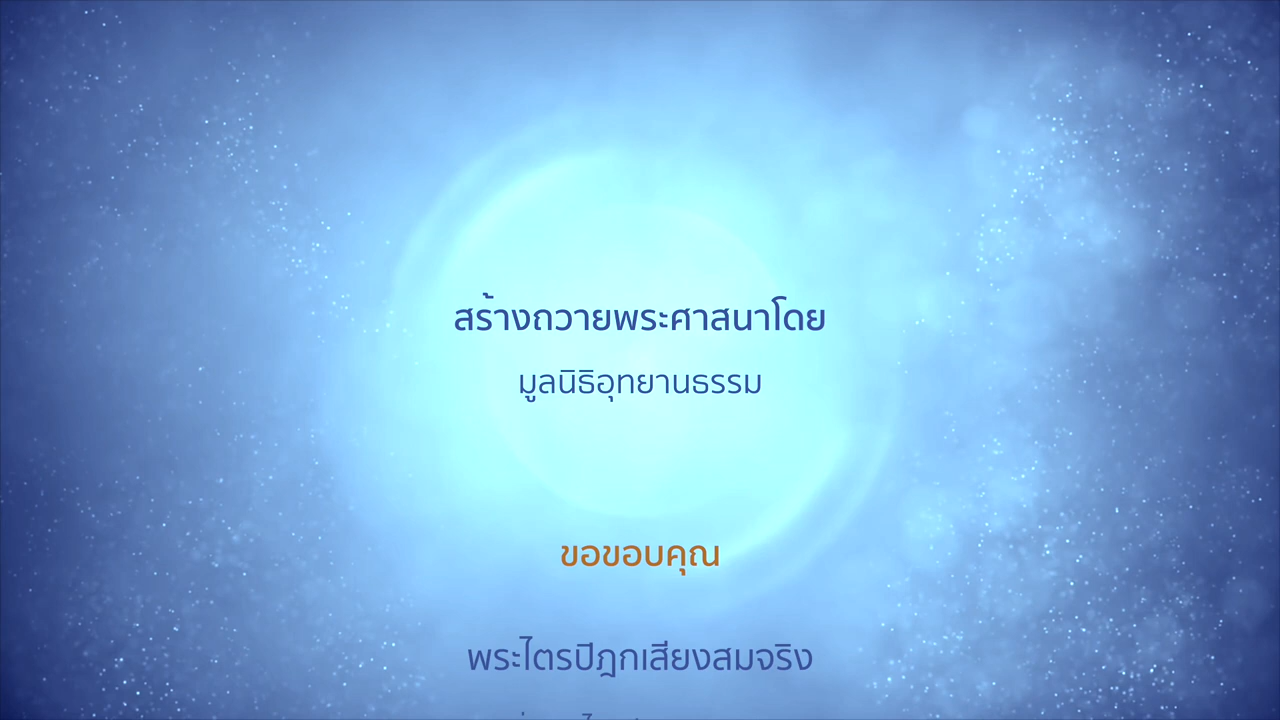 สร้างถวายพระศาสนาโดย
มูลนิธิอุทยานธรรม
ขอขอบคุณ
พระไตรปิฎกเสียงสมจริง